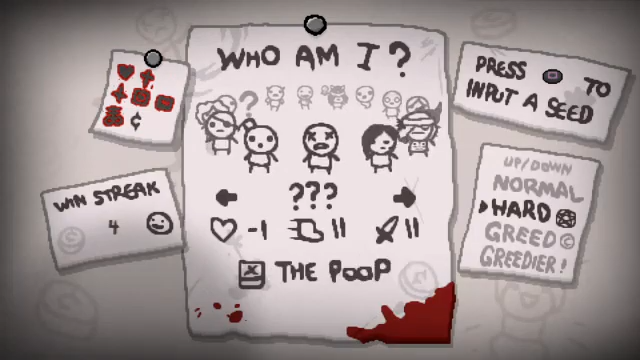 WHO AM I?
???
-1 11 11
THE POOP
WIN STREAK
4
¢
PRESS TO
INPUT A SEED
UP/DOWN
NORMAL
HARD
GREED
GREEDIER!